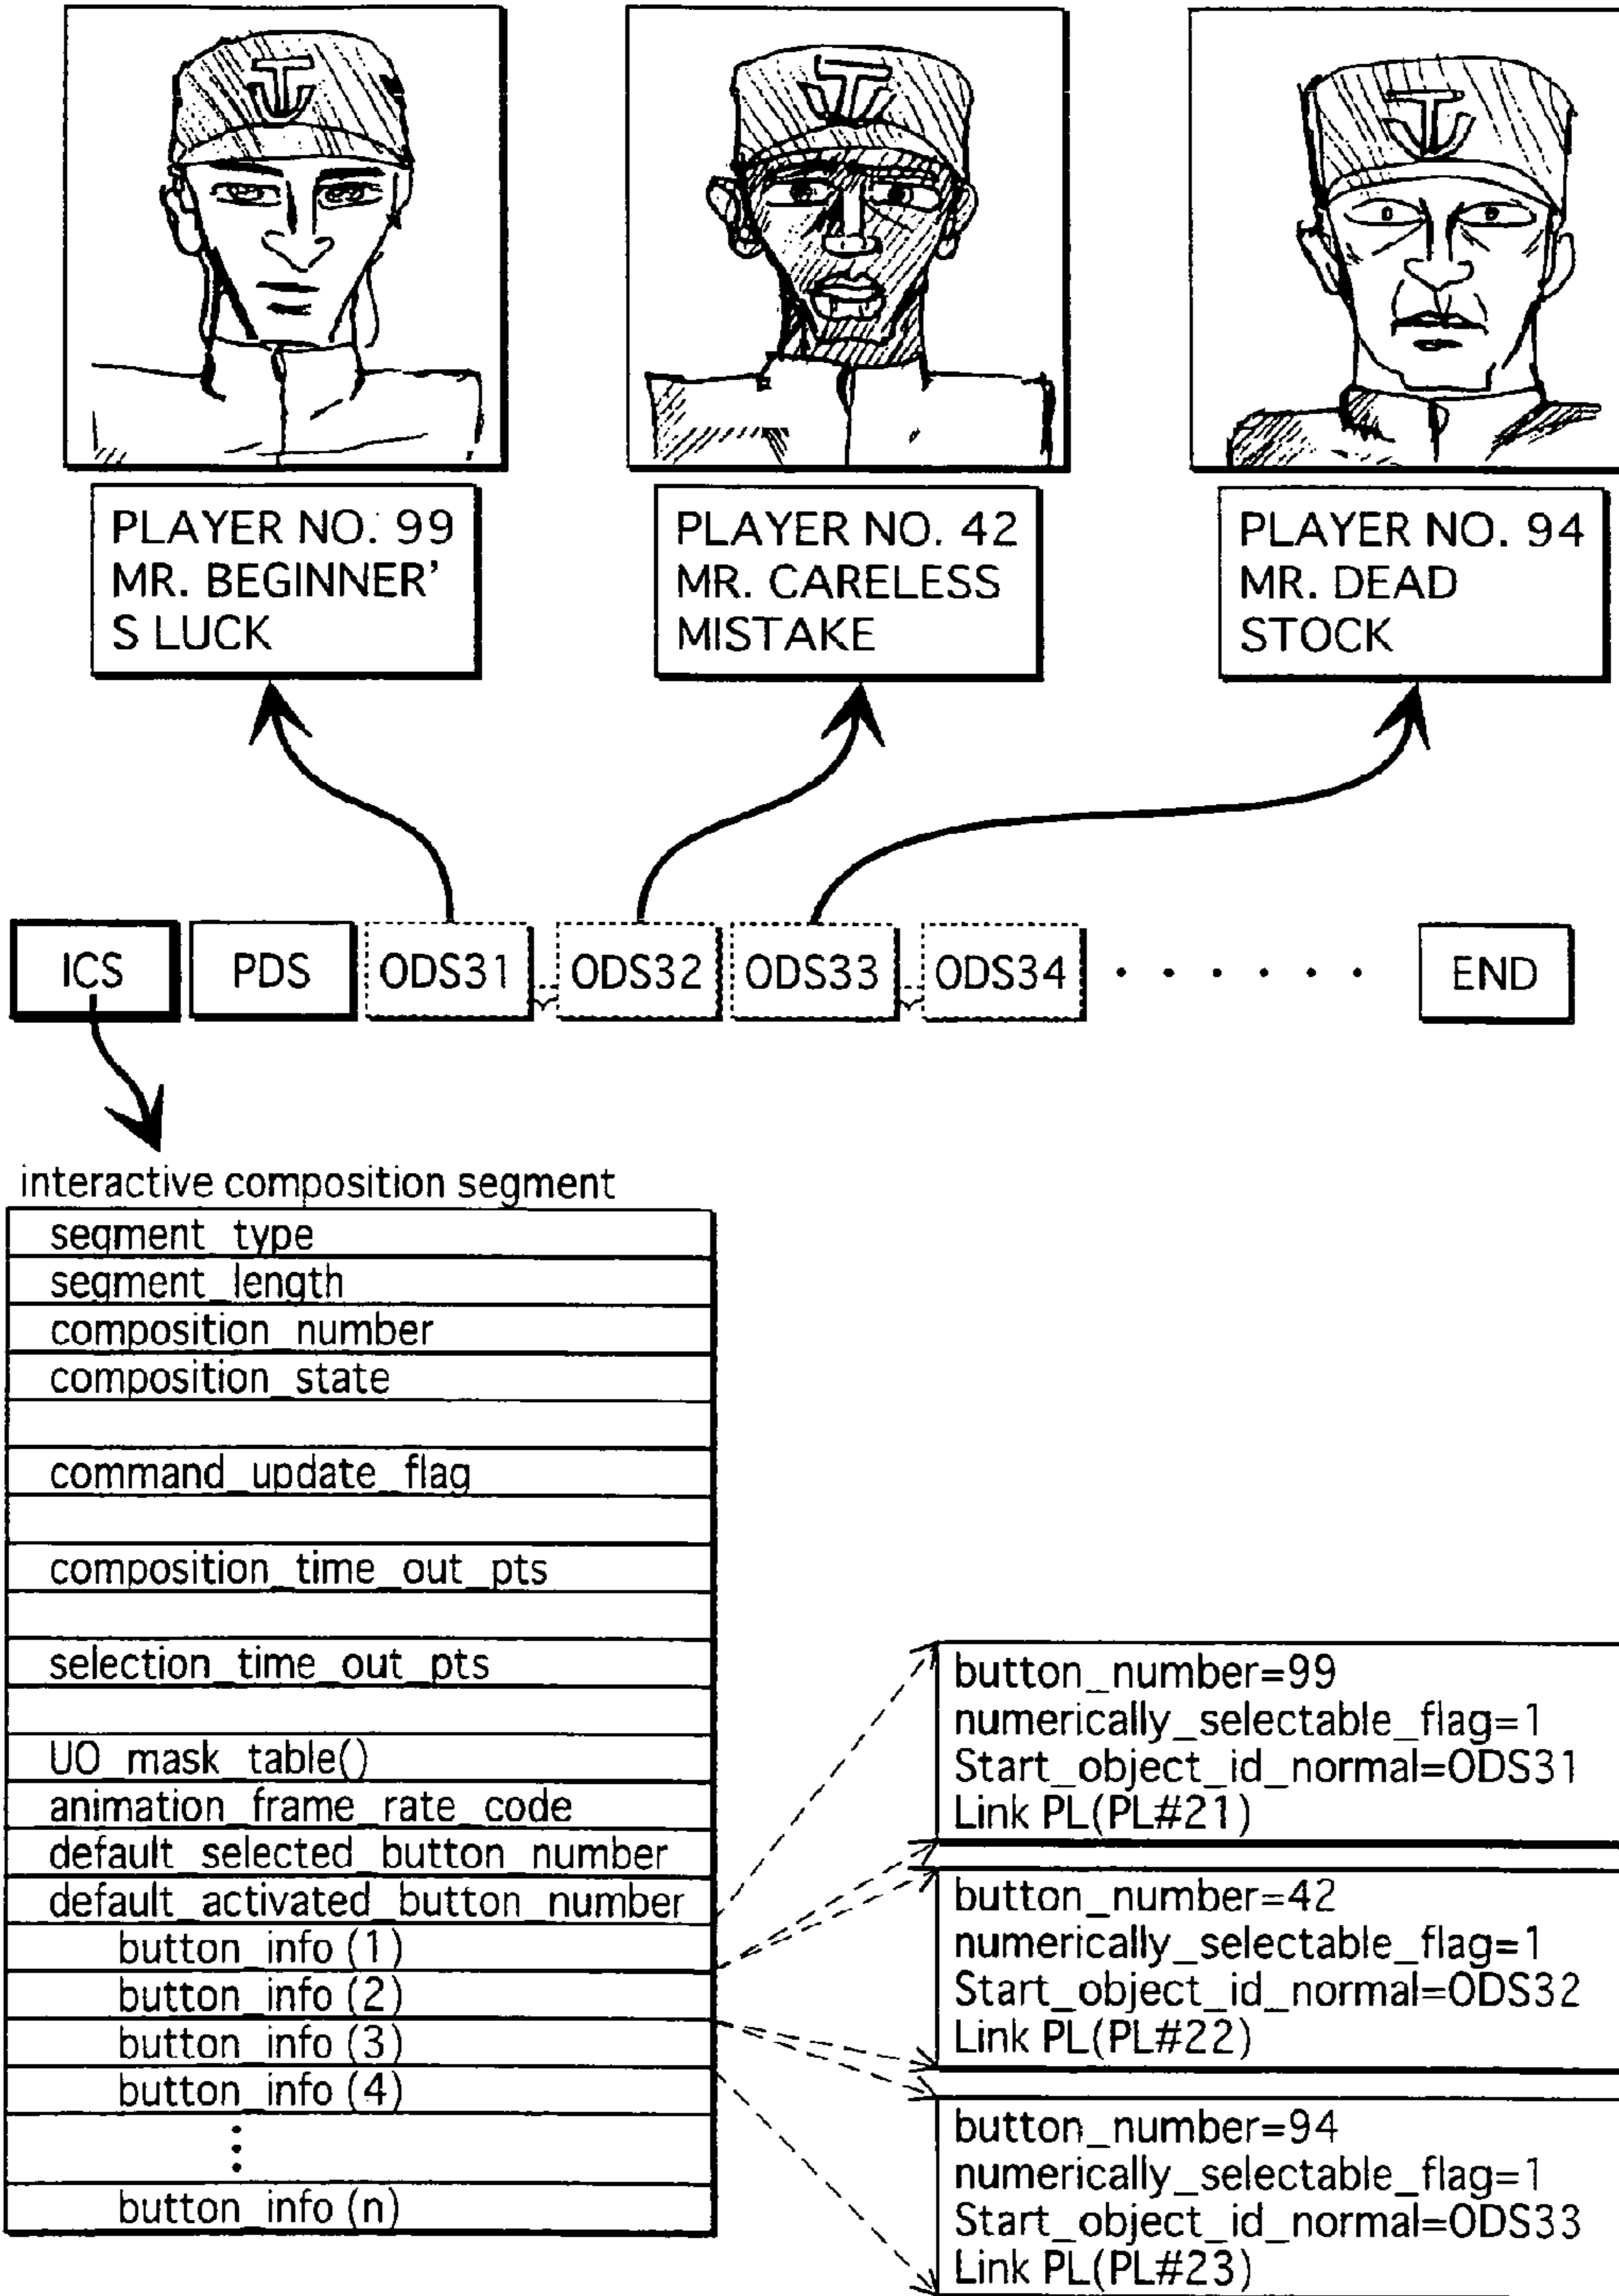 PLAYER NO. 99
MR. BEGINNER'
S LUCK
PLAYER NO. 42
MR. CARELESS
MISTAKE
PLAYER NO. 94
MR. DEAD
STOCK
ICS
PDS
ODS31
ODS32
ODS33
ODS34
· · · · · ·
END
interactive composition segment
segment_type
segment_length
composition_number
composition_state
command_update_flag
composition_time_out_pts
selection_time_out_pts
UO_mask_table()
animation_frame_rate_code
default_selected_button_number
default_activated_button_number
button_info (1)
button_info (2)
button_info (3)
button_info (4)
button_info (n)
button_number=99
numerically_selectable_flag=1
Start_object_id_normal=ODS31
Link PL(PL#21)
button_number=42
numerically_selectable_flag=1
Start_object_id_normal=ODS32
Link PL(PL#22)
button_number=94
numerically_selectable_flag=1
Start_object_id_normal=ODS33
Link PL(PL#23)